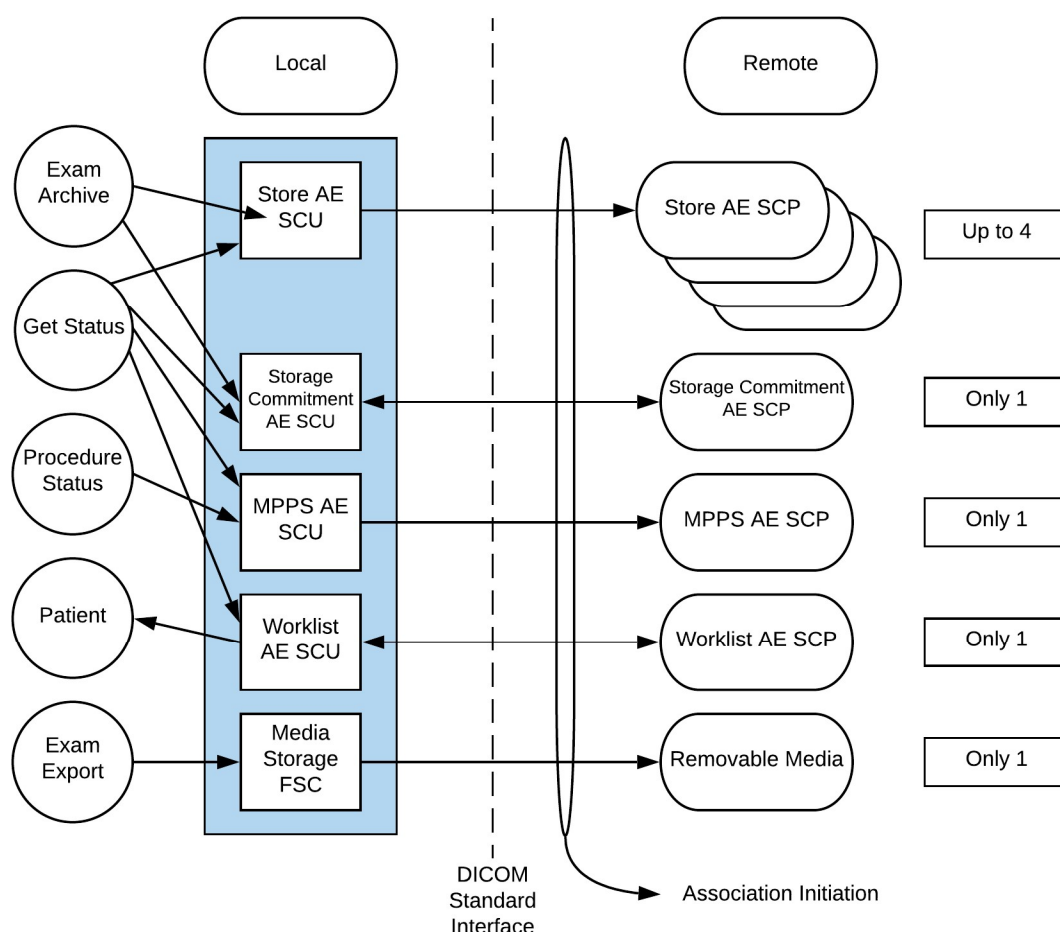 Local
Remote
Exam
Archive
Store AE
SCU
Store AE SCP
Up to 4
Get Status
Storage
Commitment
AE SCU
Storage Commitment
AE SCP
Only 1
Procedure
Status
MPPS AE
SCU
MPPS AE SCP
Only 1
Patient
Worklist
AE SCU
Worklist AE SCP
Only 1
Exam
Export
Media
Storage
FSC
Removable Media
Only 1
DICOM
Standard
Interface
Association Initiation